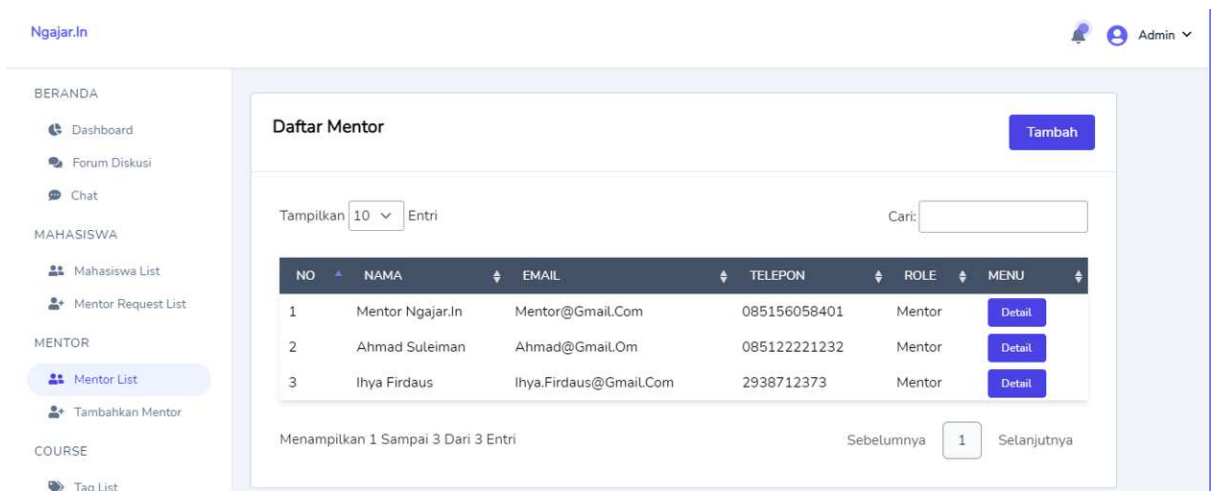 Ngajar.In
Admin
BERANDA
Dashboard
Forum Diskusi
Chat
MAHASISWA
Mahasiswa List
Mentor Request List
MENTOR
Mentor List
Tambahkan Mentor
COURSE
Tag List
Daftar Mentor
Tambah
Tampilkan 10 Entri
Cari:
NO NAMA EMAIL TELEPON ROLE MENU
1 Mentor Ngajar.In Mentor@Gmail.Com 085156058401 Mentor Detail
2 Ahmad Suleiman Ahmad@Gmail.Om 085122221232 Mentor Detail
3 Ihya Firdaus Ihya.Firdaus@Gmail.Com 2938712373 Mentor Detail
Menampilkan 1 Sampai 3 Dari 3 Entri
Sebelumnya 1 Selanjutnya